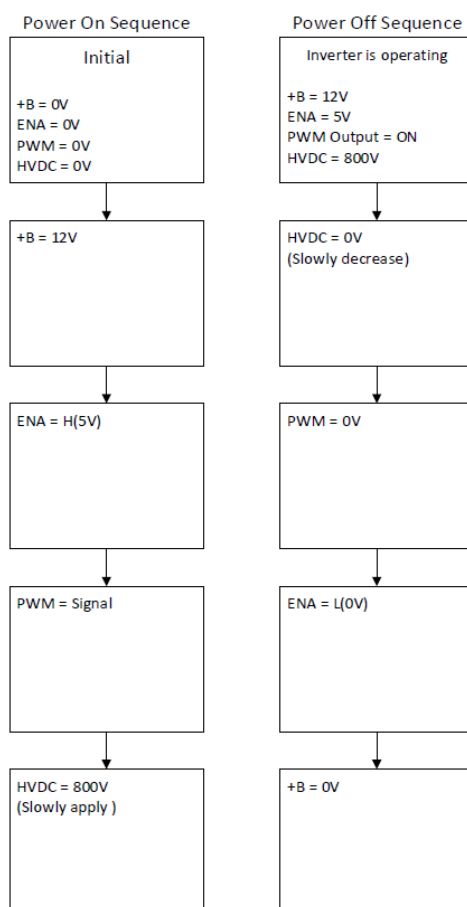 Power On Sequence
Initial
+B = 0V
ENA = 0V
PWM = 0V
HVDC = 0V
+B = 12V
ENA = H(5V)
PWM = Signal
HVDC = 800V
(Slowly apply )
Power Off Sequence
Inverter is operating
+B = 12V
ENA = 5V
PWM Output = ON
HVDC = 800V
HVDC = 0V
(Slowly decrease)
PWM = 0V
ENA = L(0V)
+B = 0V